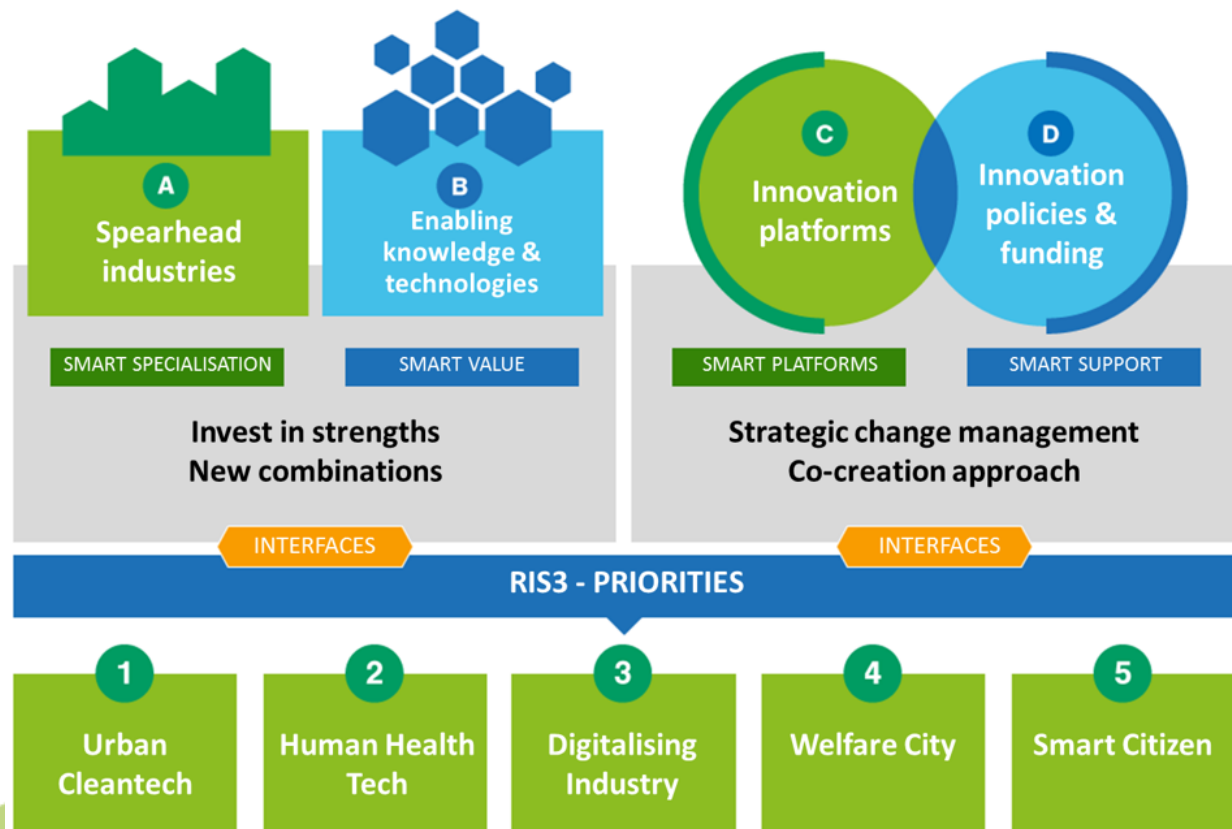 A
Spearhead
industries
B
Enabling
knowledge &
technologies
C
Innovation
platforms
D
Innovation
policies &
funding
SMART SPECIALISATION
SMART VALUE
SMART PLATFORMS
SMART SUPPORT
Invest in strengths
New combinations
Strategic change management
Co-creation approach
INTERFACES
INTERFACES
RIS3 - PRIORITIES
1
Urban
Cleantech
2
Human Health
Tech
3
Digitalising
Industry
4
Welfare City
5
Smart Citizen